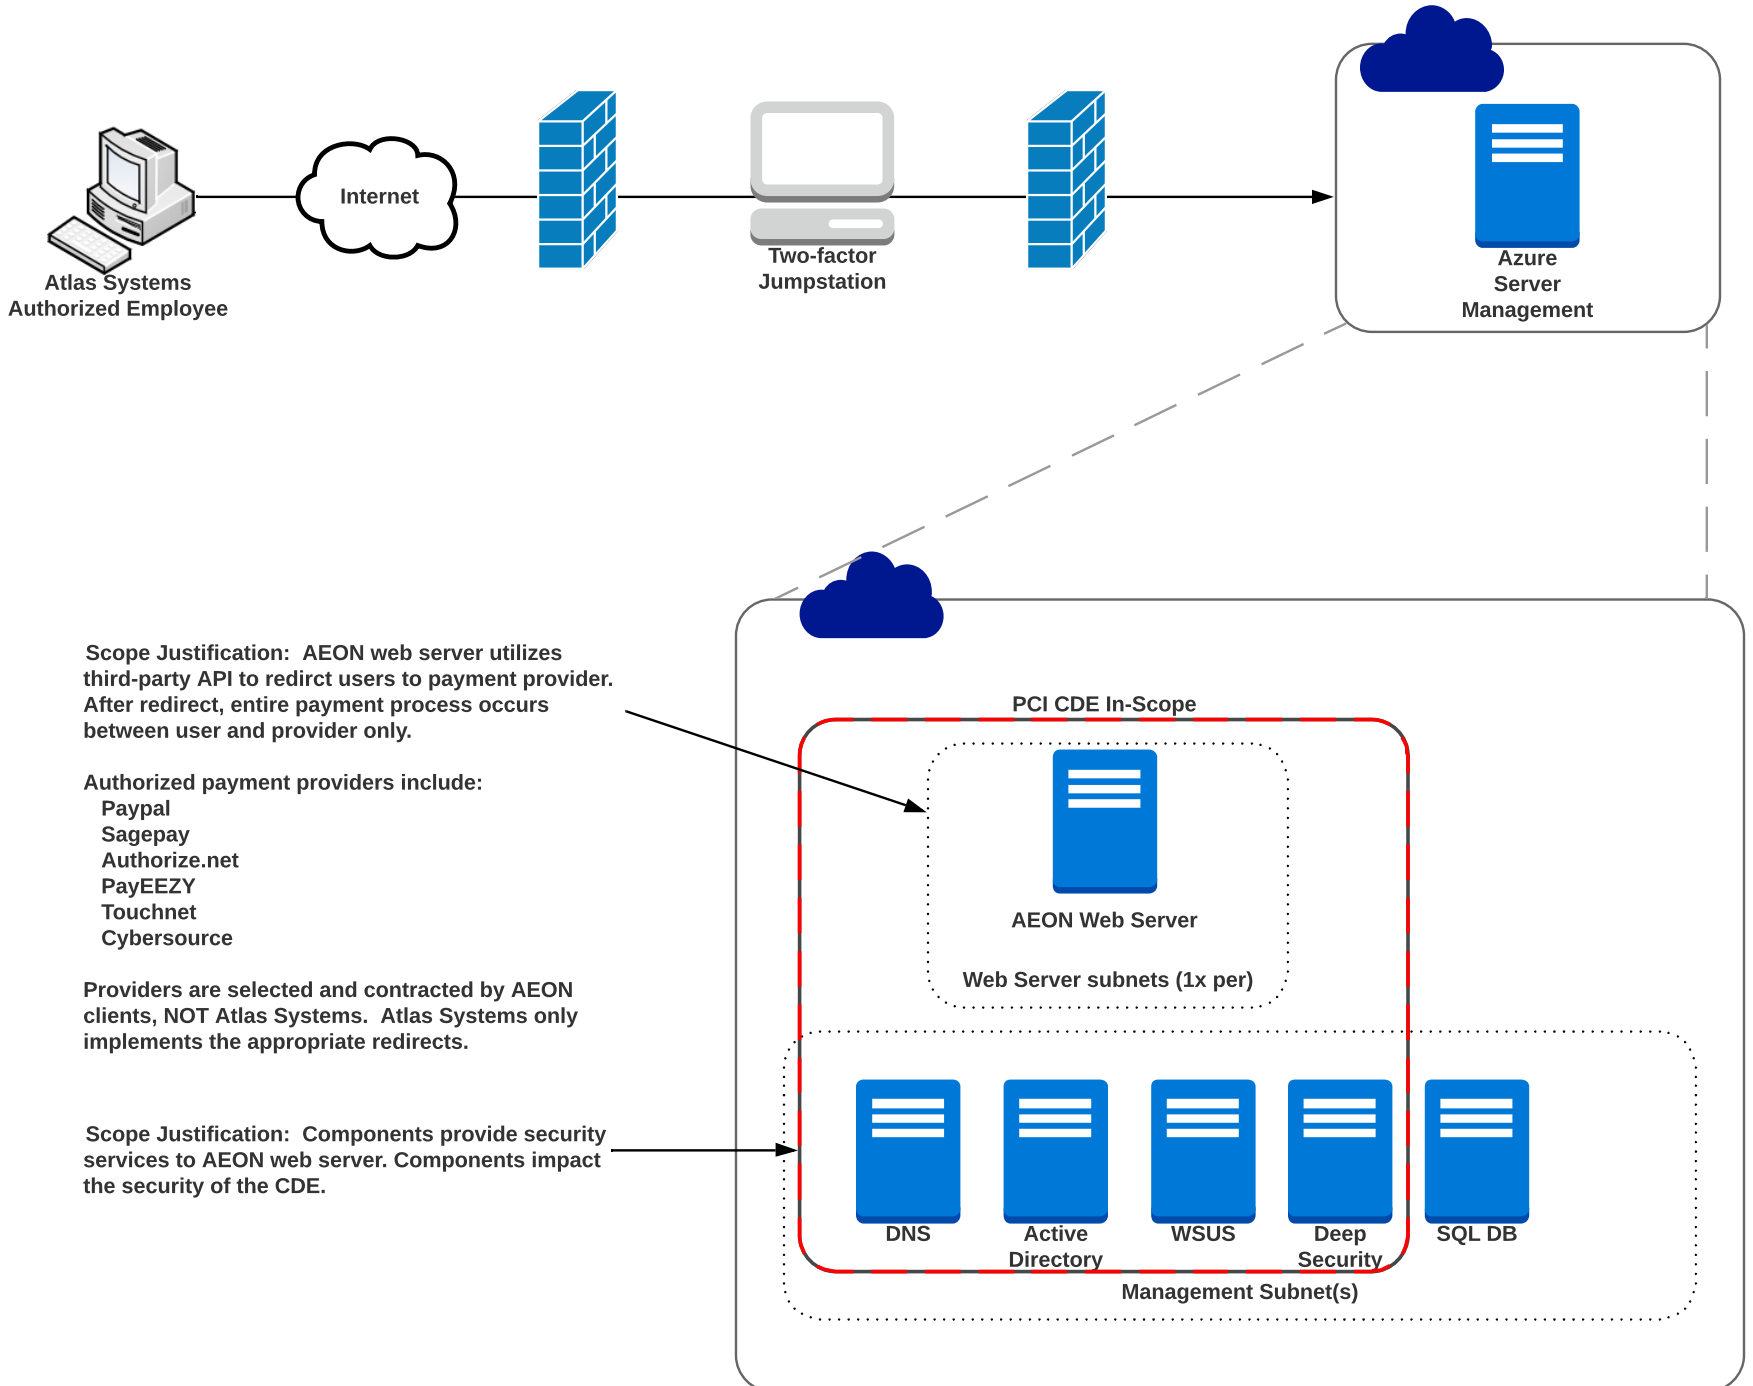 Internet
Atlas Systems
Authorized Employee
Two-factor
Jumpstation
Azure
Server
Management
Scope Justification:  AEON web server utilizes
third-party API to redirct users to payment provider.
After redirect, entire payment process occurs
between user and provider only.
Authorized payment providers include:
Paypal
Sagepay
Authorize.net
PayEEZY
Touchnet
Cybersource
Providers are selected and contracted by AEON
clients, NOT Atlas Systems.  Atlas Systems only
implements the appropriate redirects.
Scope Justification:  Components provide security
services to AEON web server. Components impact
the security of the CDE.
PCI CDE In-Scope
AEON Web Server
Web Server subnets (1x per)
DNS
Active
Directory
WSUS
Deep
Security
SQL DB
Management Subnet(s)